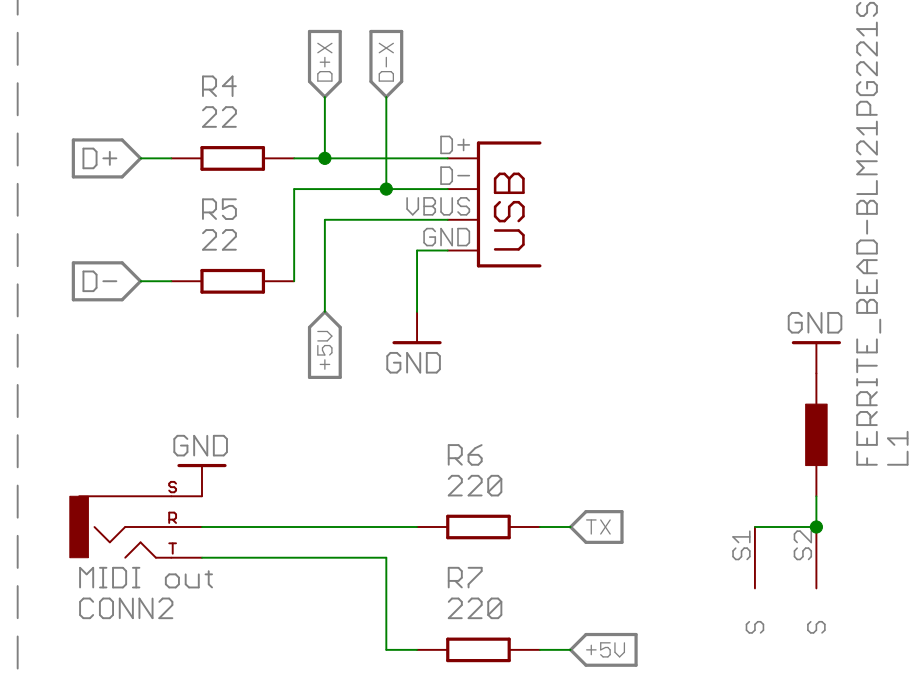 D+X
D-X
R4
22
D+
D+
D-
USB
R5
22
VBUS
GND
D-
+5V
GND
FERRITE_BEAD-BLM21PG221S
L1
GND
GND
S
R
T
MIDI out
CONN2
R6
220
TX
R7
220
+5V
S1
S2
S
S